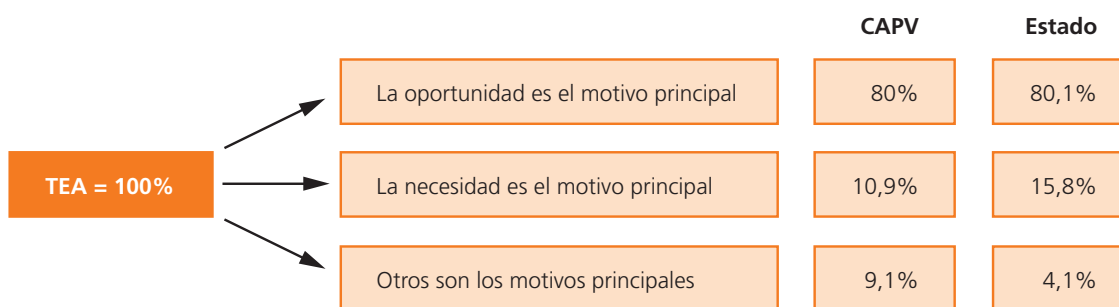 CAPV Estado
La oportunidad es el motivo principal 80% 80,1%
TEA = 100% La necesidad es el motivo principal 10,9% 15,8%
Otros son los motivos principales 9,1% 4,1%